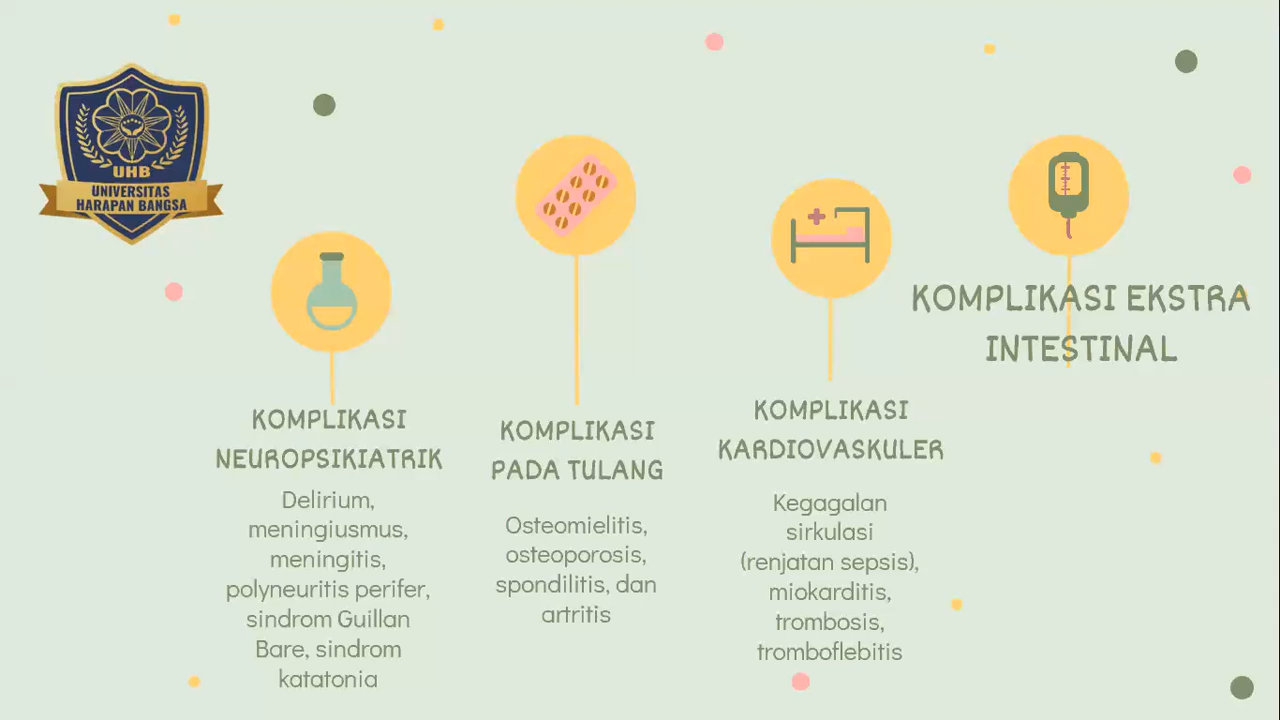 UHB
UNIVERSITAS
HARAPAN BANGSA
KOMPLIKASI EKSTRA
INTESTINAL
KOMPLIKASI
NEUROPSIKIATRIK
Delirium,
meningiusmus,
meningitis,
polyneuritis perifer,
sindrom Guillan
Bare, sindrom
katatonia
KOMPLIKASI
PADA TULANG
Osteomielitis,
osteoporosis,
spondilitis, dan
artritis
KOMPLIKASI
KARDIOVASKULER
Kegagalan
sirkulasi
(renjatan sepsis),
miokarditis,
trombosis,
tromboflebitis